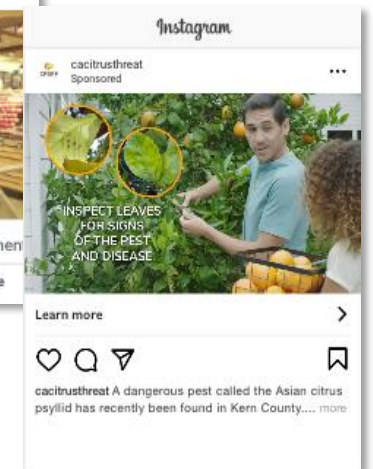 Instagram
cacitrusthreat
Sponsored
CPDPP
INSPECT LEAVES
FOR SIGNS
OF THE PEST
AND DISEASE
Learn more
cacitrusthreat A dangerous pest called the Asian citrus
psyllid has recently been found in Kern County.... more